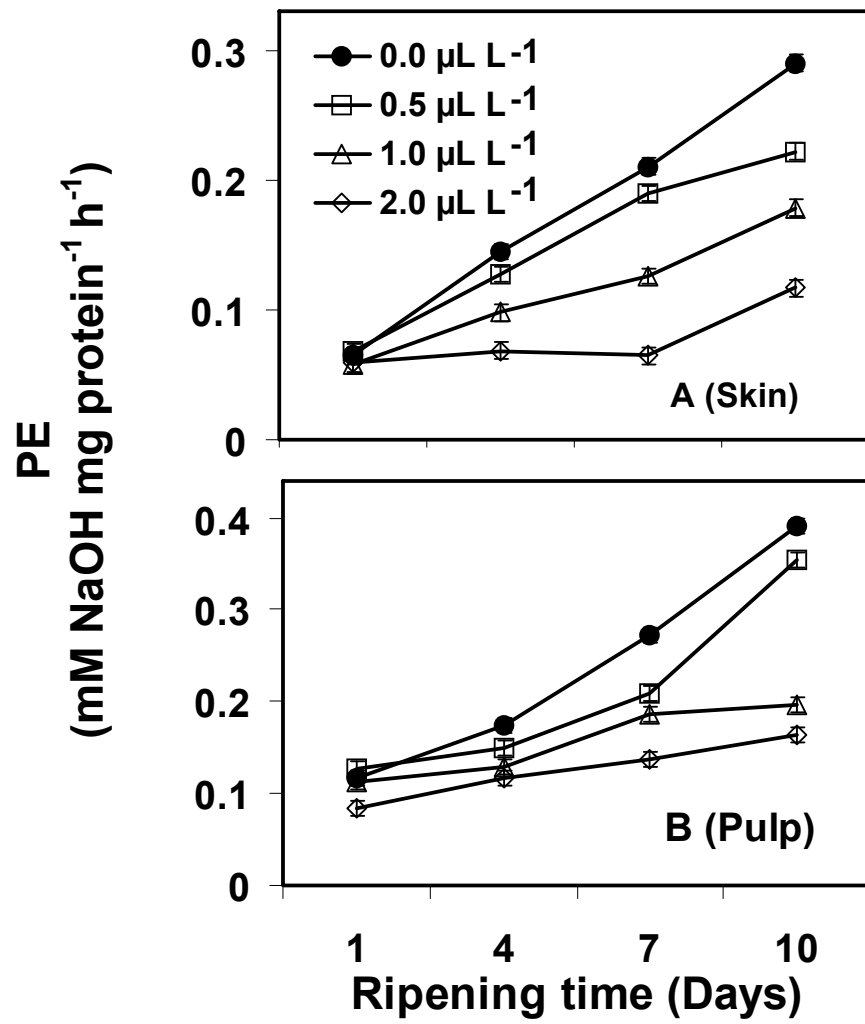 PE
(mM NaOH mg protein⁻¹ h⁻¹)
0.3
0.2
0.1
0
0.0 µL L⁻¹
0.5 µL L⁻¹
1.0 µL L⁻¹
2.0 µL L⁻¹
A (Skin)
0.4
0.3
0.2
0.1
0
B (Pulp)
1 4 7 10
Ripening time (Days)